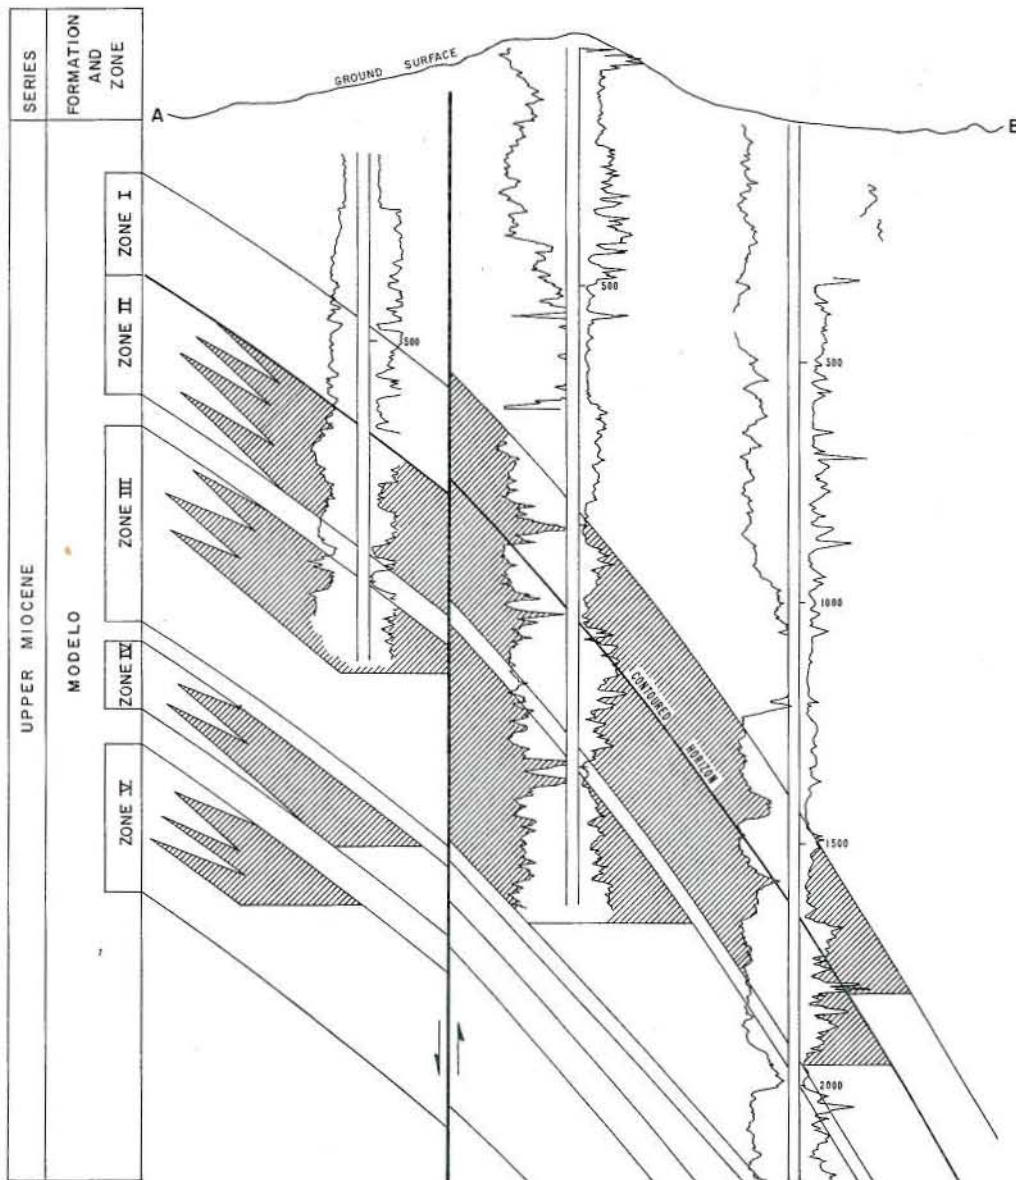 SERIES
FORMATION
AND
ZONE
UPPER MIOCENE
MODELO
ZONE I
ZONE II
ZONE III
ZONE IV
ZONE V
A
GROUND SURFACE
B
500
500
500
1000
CONTOURED
HORIZON
1500
2000